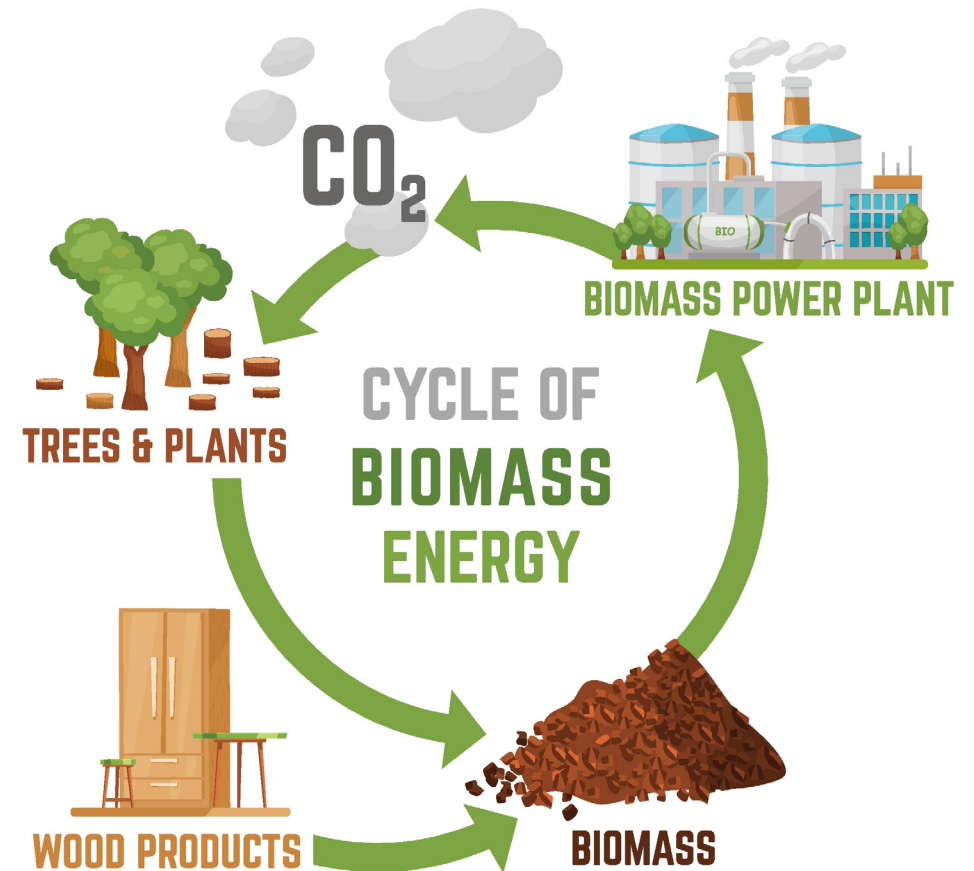 CO₂
BIO
BIOMASS POWER PLANT
TREES & PLANTS
CYCLE OF
BIOMASS
ENERGY
WOOD PRODUCTS
BIOMASS